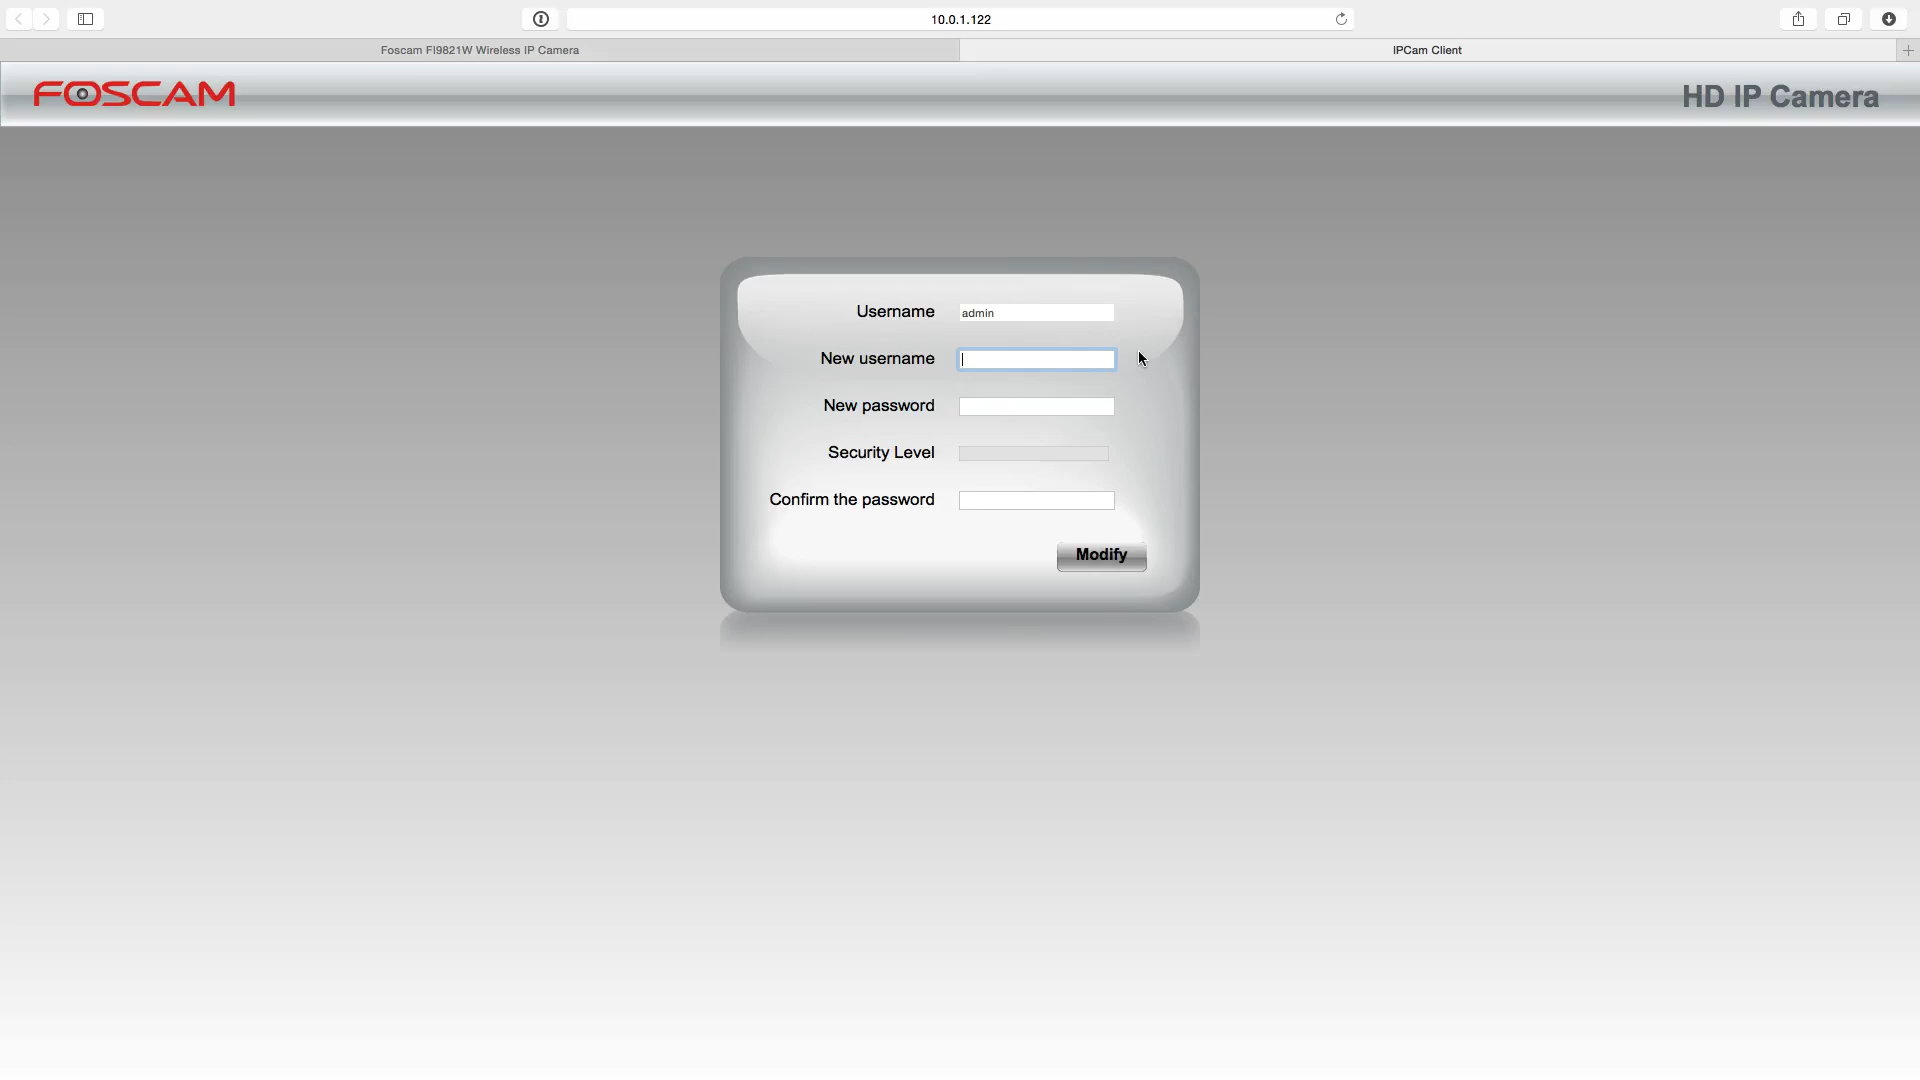 10.0.1.122
Foscam FI9821W Wireless IP Camera
IPCam Client
FOSCAM
HD IP Camera
Username
admin
New username
New password
Security Level
Confirm the password
Modify